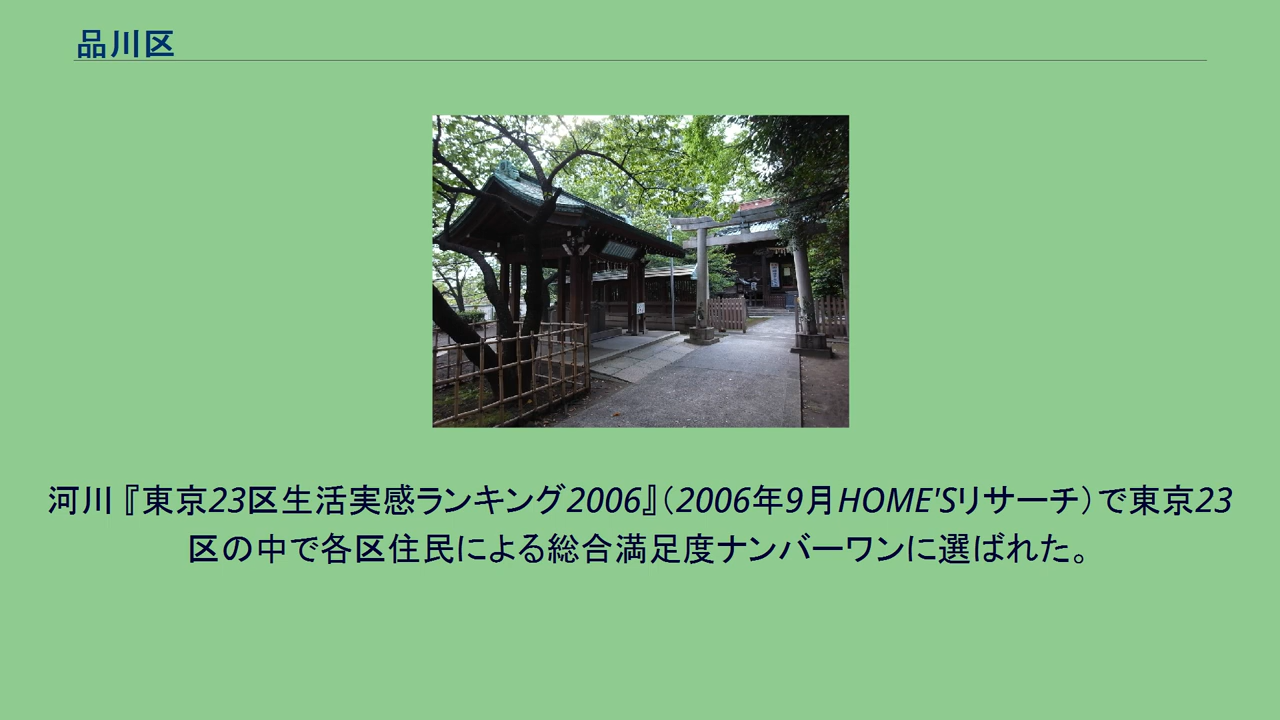 品川区
河川『東京23区生活実感ランキング2006』（2006年9月HOME'Sリサーチ）で東京23
区の中で各区住民による総合満足度ナンバーワンに選ばれた。